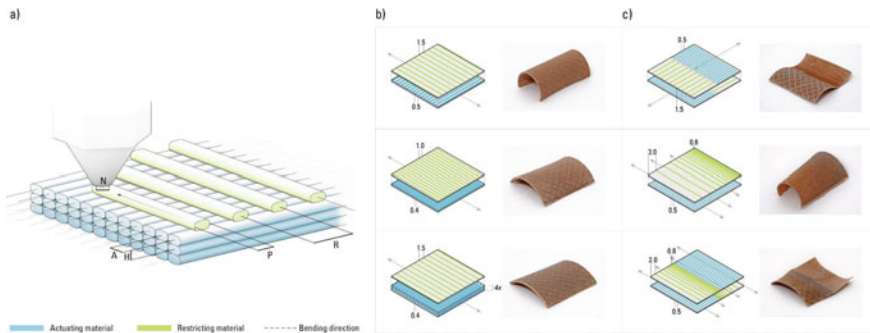 a)
N
A
H
P
R
Actuating material
Restricting material
Bending direction
b)
1.5
0.5
1.0
0.4
1.5
4x
0.4
c)
0.5
1.5
0.6
3.0
0.5
0.8
2.0
0.5